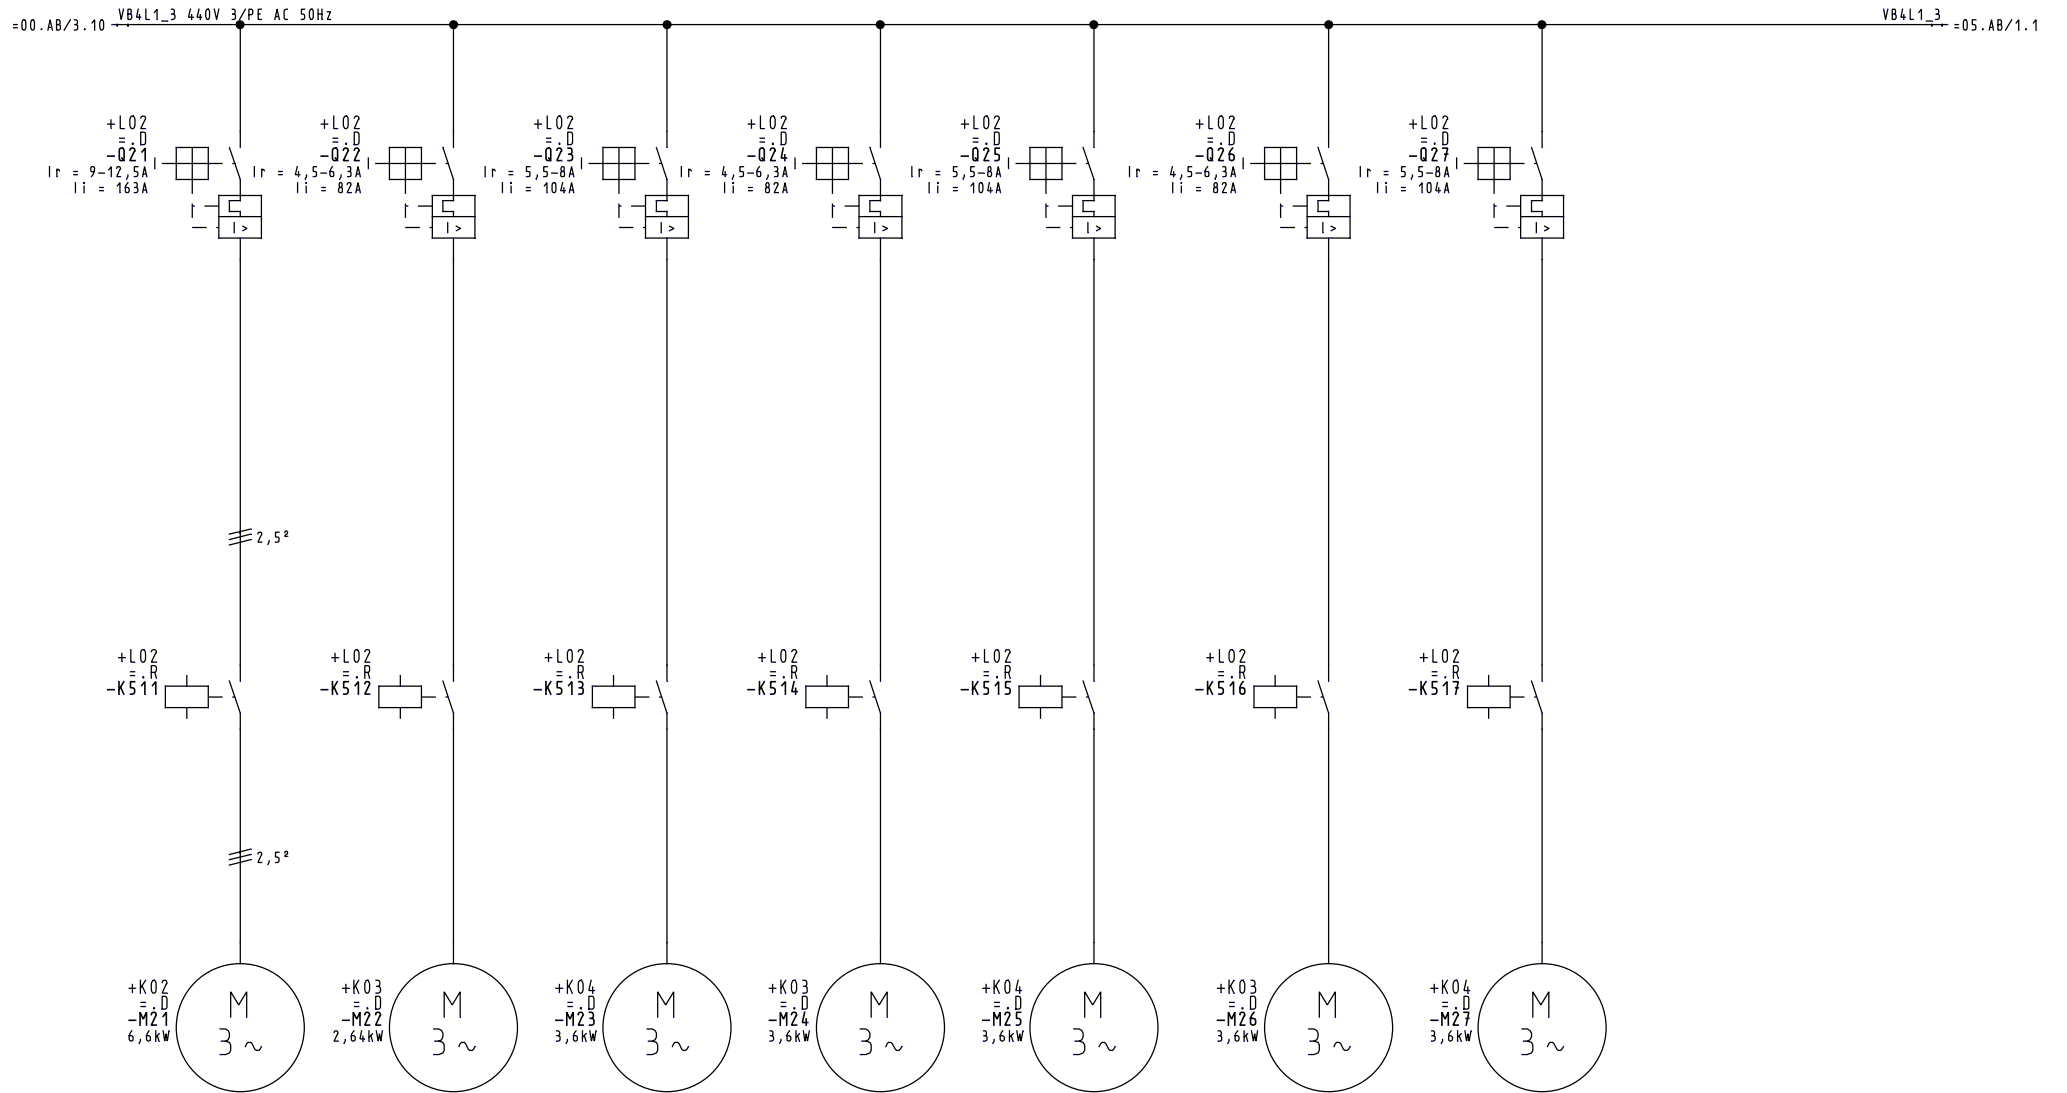 VB4L1_3 440V 3/PE AC 50Hz
VB4L1_3
=00.AB/3.10
=05.AB/1.1
+L02
=.D
-Q21
Ir = 9-12,5A
Ii = 163A
I >
+L02
=.D
-Q22
Ir = 4,5-6,3A
Ii = 82A
I >
+L02
=.D
-Q23
Ir = 5,5-8A
Ii = 104A
I >
+L02
=.D
-Q24
Ir = 4,5-6,3A
Ii = 82A
I >
+L02
=.D
-Q25
Ir = 5,5-8A
Ii = 104A
I >
+L02
=.D
-Q26
Ir = 4,5-6,3A
Ii = 82A
I >
+L02
=.D
-Q27
Ir = 5,5-8A
Ii = 104A
I >
2,5²
+L02
=.R
-K511
+L02
=.R
-K512
+L02
=.R
-K513
+L02
=.R
-K514
+L02
=.R
-K515
+L02
=.R
-K516
+L02
=.R
-K517
2,5²
+K02
=.D
-M21
6,6kW
M
3 ~
+K03
=.D
-M22
2,64kW
M
3 ~
+K04
=.D
-M23
3,6kW
M
3 ~
+K03
=.D
-M24
3,6kW
M
3 ~
+K04
=.D
-M25
3,6kW
M
3 ~
+K03
=.D
-M26
3,6kW
M
3 ~
+K04
=.D
-M27
3,6kW
M
3 ~